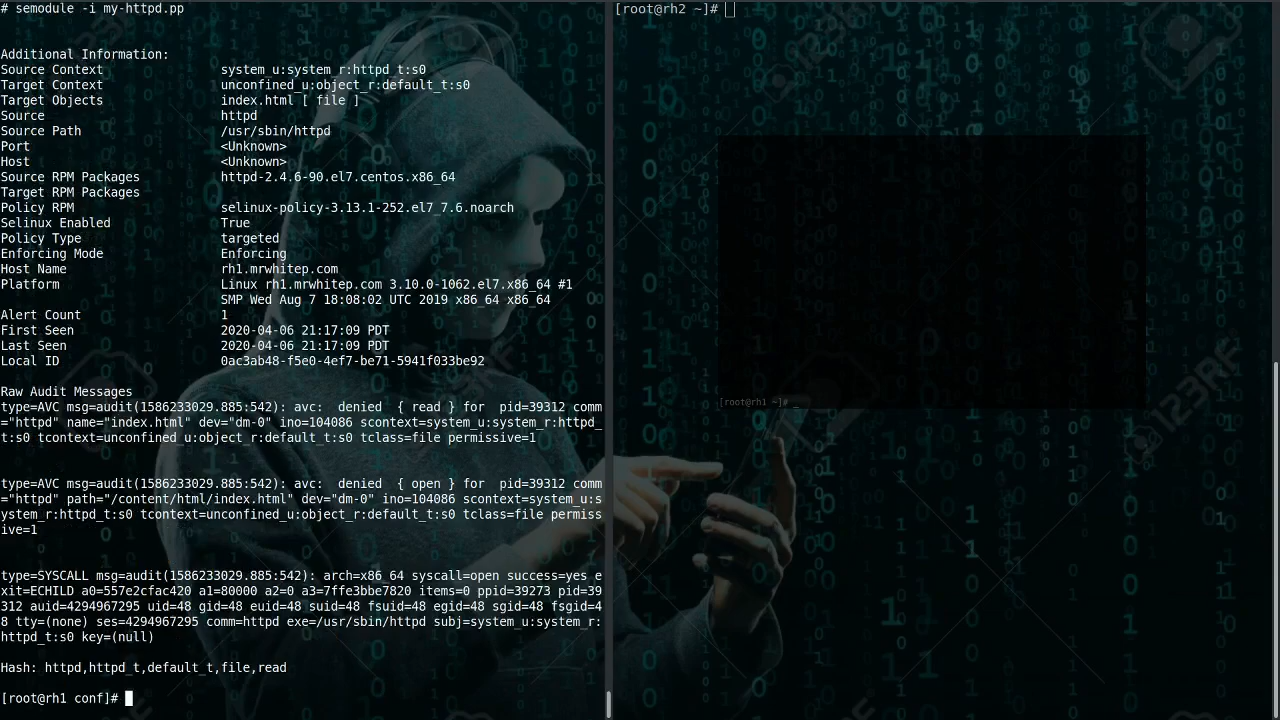 # semodule -i my-httpd.pp
Additional Information:
Source Context                system_u:system_r:httpd_t:s0
Target Context                unconfined_u:object_r:default_t:s0
Target Objects                index.html [ file ]
Source                        httpd
Source Path                   /usr/sbin/httpd
Port                          <Unknown>
Host                          <Unknown>
Source RPM Packages           httpd-2.4.6-90.el7.centos.x86_64
Target RPM Packages
Policy RPM                    selinux-policy-3.13.1-252.el7_7.6.noarch
Selinux Enabled               True
Policy Type                   targeted
Enforcing Mode                Enforcing
Host Name                     rh1.mrwhitep.com
Platform                      Linux rh1.mrwhitep.com 3.10.0-1062.el7.x86_64 #1
                              SMP Wed Aug 7 18:08:02 UTC 2019 x86_64 x86_64
Alert Count                   1
First Seen                    2020-04-06 21:17:09 PDT
Last Seen                     2020-04-06 21:17:09 PDT
Local ID                      0ac3ab48-f5e0-4ef7-be71-5941f033be92
Raw Audit Messages
type=AVC msg=audit(1586233029.885:542): avc:  denied  { read } for  pid=39312 comm
="httpd" name="index.html" dev="dm-0" ino=104086 scontext=system_u:system_r:httpd_
t:s0 tcontext=unconfined_u:object_r:default_t:s0 tclass=file permissive=1
type=AVC msg=audit(1586233029.885:542): avc:  denied  { open } for  pid=39312 comm
="httpd" path="/content/html/index.html" dev="dm-0" ino=104086 scontext=system_u:s
ystem_r:httpd_t:s0 tcontext=unconfined_u:object_r:default_t:s0 tclass=file permiss
ive=1
type=SYSCALL msg=audit(1586233029.885:542): arch=x86_64 syscall=open success=yes e
xit=ECHILD a0=557e2cfac420 a1=80000 a2=0 a3=7ffe3bbe7820 items=0 ppid=39273 pid=39
312 auid=4294967295 uid=48 gid=48 euid=48 suid=48 fsuid=48 egid=48 sgid=48 fsgid=4
8 tty=(none) ses=4294967295 comm=httpd exe=/usr/sbin/httpd subj=system_u:system_r:
httpd_t:s0 key=(null)
Hash: httpd,httpd_t,default_t,file,read
[root@rh1 conf]#
[root@rh2 ~]#
[root@rh1 ~]# _
123RF